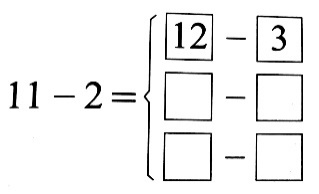 12 − 3
11 − 2 = { □ − □
□ − □